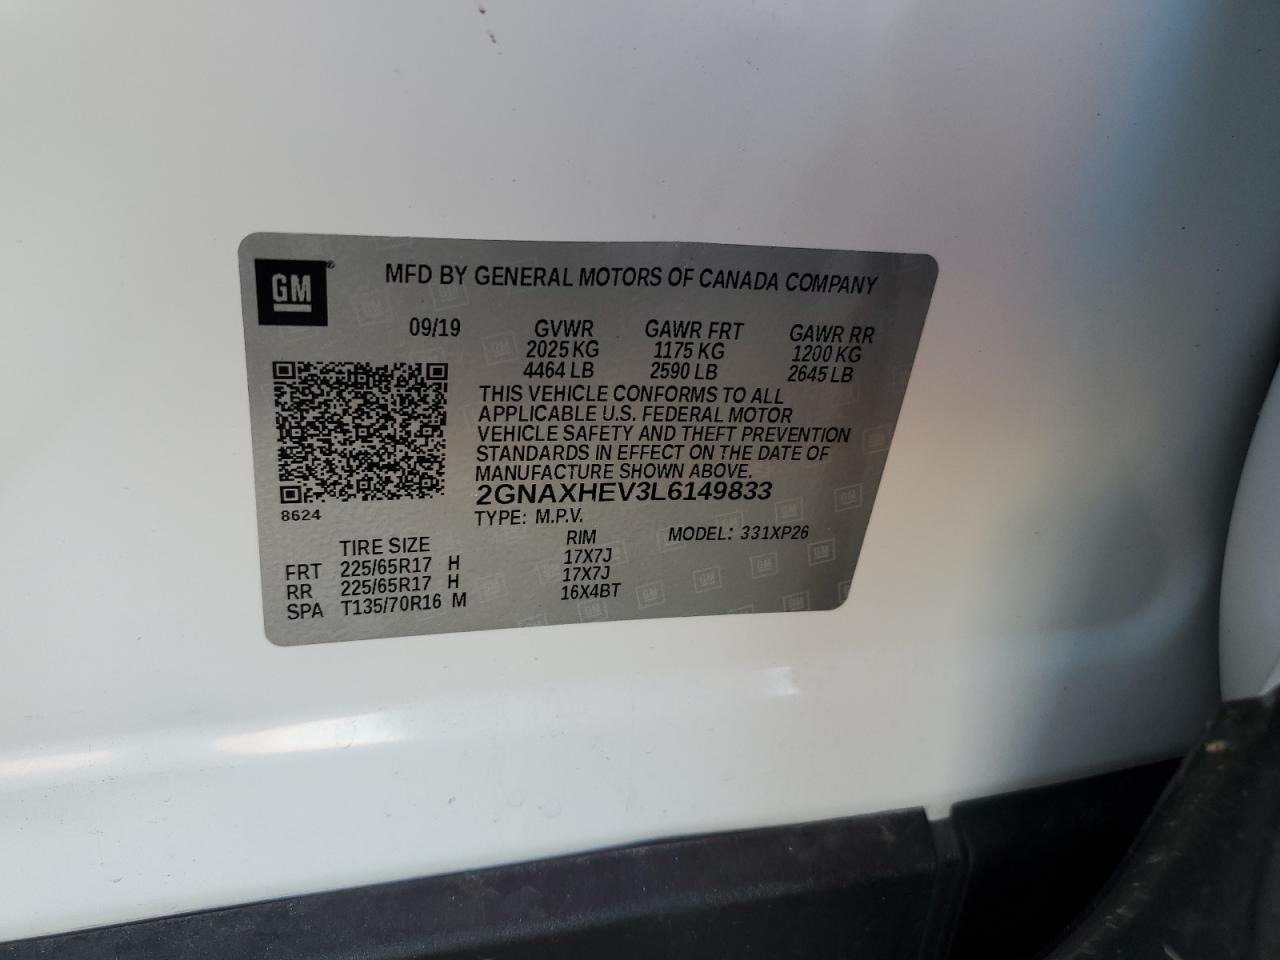 GM®
MFD BY GENERAL MOTORS OF CANADA COMPANY
09/19 GVWR GAWR FRT GAWR RR
2025 KG 1175 KG 1200 KG
4464 LB 2590 LB 2645 LB
THIS VEHICLE CONFORMS TO ALL
APPLICABLE U.S. FEDERAL MOTOR
VEHICLE SAFETY AND THEFT PREVENTION
STANDARDS IN EFFECT ON THE DATE OF
MANUFACTURE SHOWN ABOVE.
2GNAXHEV3L6149833
8624
TYPE: M.P.V. MODEL: 331XP26
TIRE SIZE RIM
FRT 225/65R17 H 17X7J
RR 225/65R17 H 17X7J
SPA T135/70R16 M 16X4BT